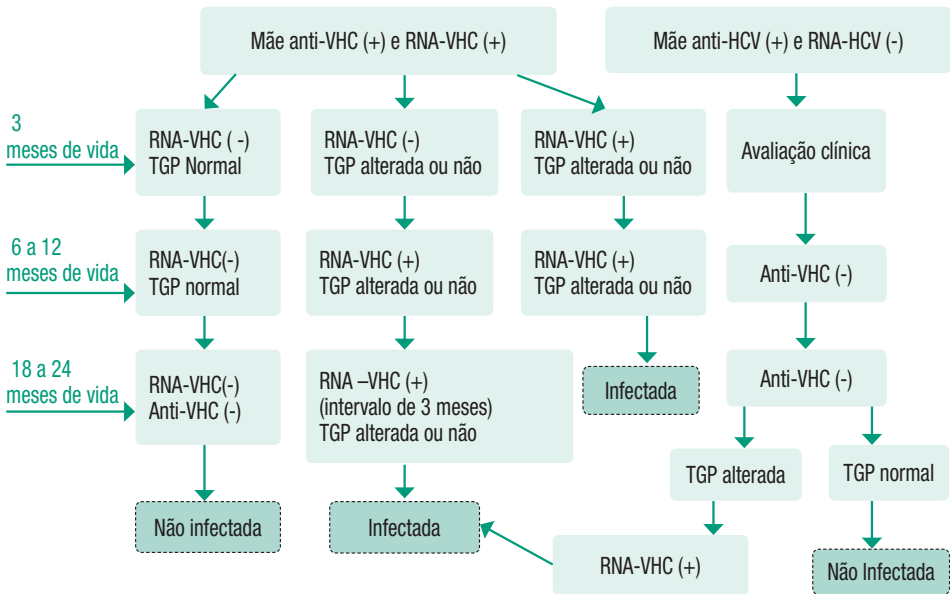 Mãe anti-VHC (+) e RNA-VHC (+)
Mãe anti-HCV (+) e RNA-HCV (-)
3
meses de vida
RNA-VHC ( -)
TGP Normal
RNA-VHC (-)
TGP alterada ou não
RNA-VHC (+)
TGP alterada ou não
Avaliação clínica
6 a 12
meses de vida
RNA-VHC(-)
TGP normal
RNA-VHC (+)
TGP alterada ou não
RNA-VHC (+)
TGP alterada ou não
Anti-VHC (-)
18 a 24
meses de vida
RNA-VHC(-)
Anti-VHC (-)
RNA –VHC (+)
(intervalo de 3 meses)
TGP alterada ou não
Infectada
Anti-VHC (-)
TGP alterada
TGP normal
Não infectada
Infectada
RNA-VHC (+)
Não Infectada